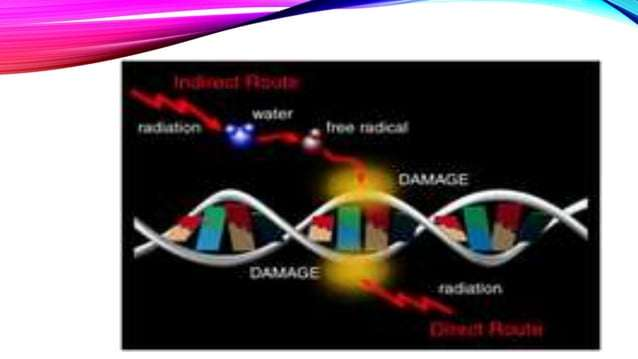 Indirect Route
water
radiation
free radical
DAMAGE
DAMAGE
radiation
Direct Route